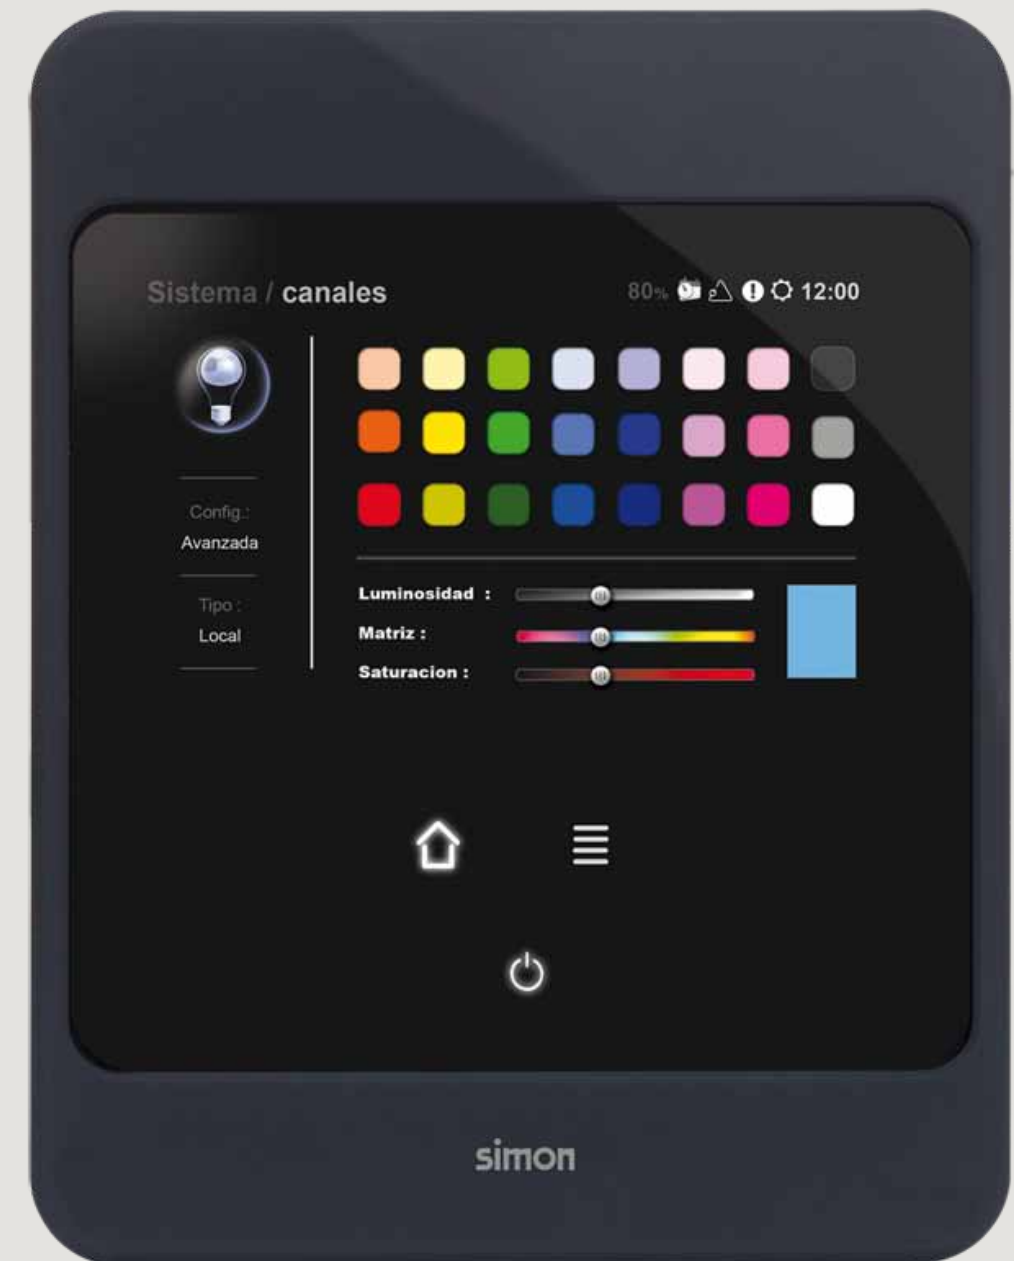 Sistema / canales
80% 12:00
Config.:
Avanzada
Tipo :
Local
Luminosidad :
Matriz :
Saturacion :
simon